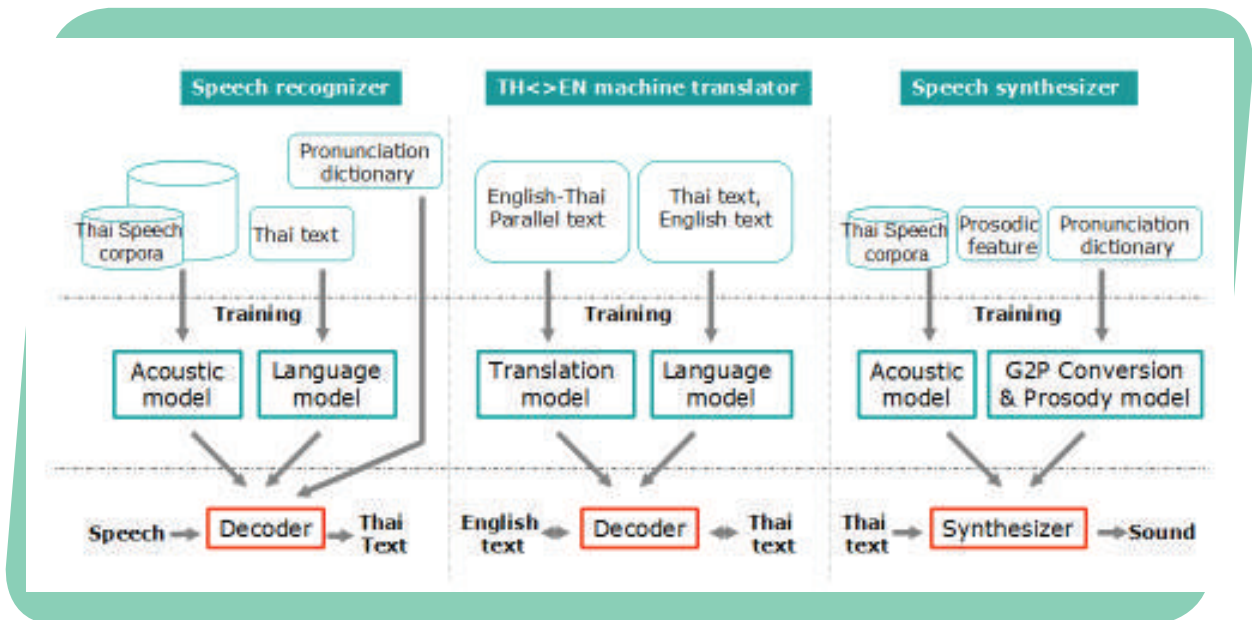 Speech recognizer
TH<>EN machine translator
Speech synthesizer
Pronunciation
dictionary
Thai Speech
corpora
Thai text
English-Thai
Parallel text
Thai text,
English text
Thai Speech
corpora
Prosodic
feature
Pronunciation
dictionary
Training
Training
Training
Acoustic
model
Language
model
Translation
model
Language
model
Acoustic
model
G2P Conversion
& Prosody model
Speech
Decoder
Thai
Text
English
text
Decoder
Thai
text
Thai
text
Synthesizer
Sound